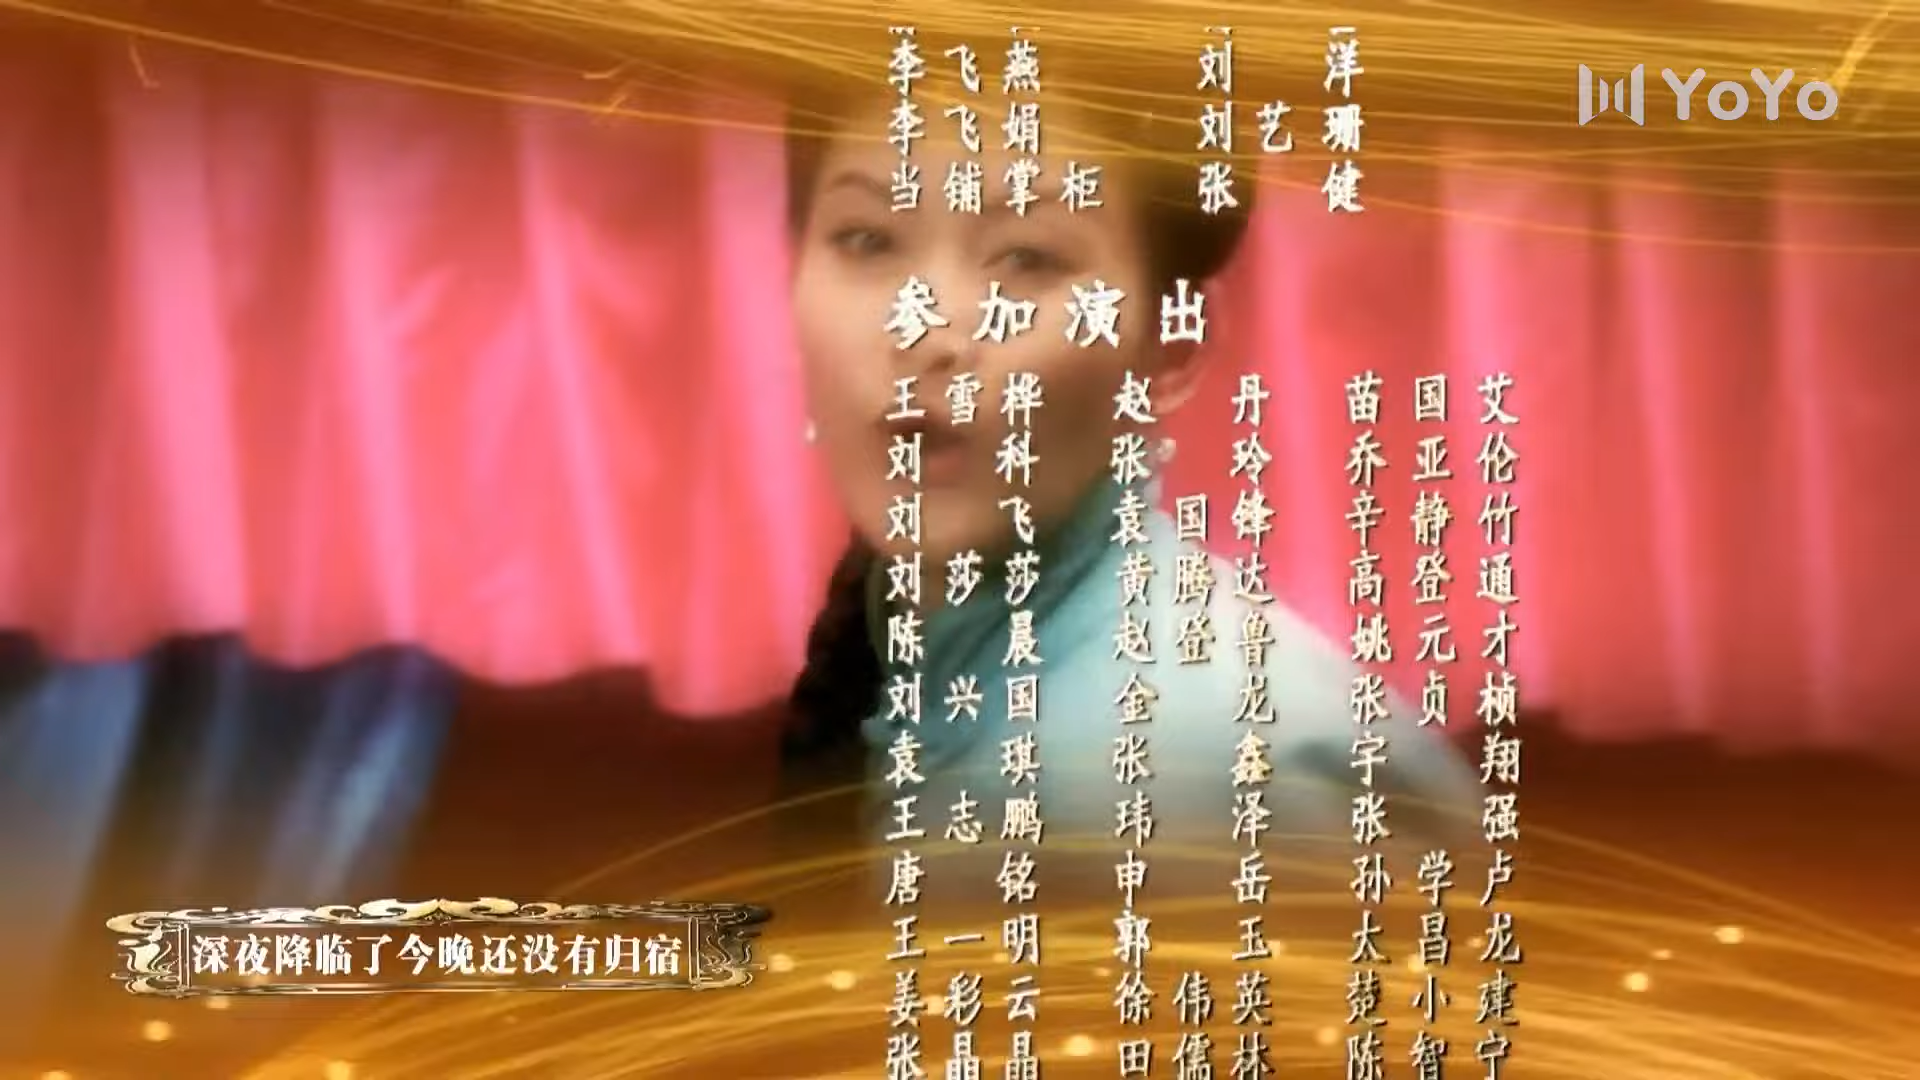 李飞燕 刘洋
YOYO
李飞娟 刘艺珊
当铺掌柜 张健
参加演出
王雪桦 赵丹 苗国艾
刘科 张玲 乔亚伦
刘飞 袁国锋 辛静竹
刘莎莎 黄腾达 高登通
陈晨 赵登鲁 姚元才
刘兴国 金龙 张贞桢
袁琪 张鑫 宇翔
王志鹏 玮泽 张强
唐铭 申岳 孙学卢
王一明 郭玉 太昌龙
深夜降临了今晚还没有归宿
姜彩云 徐伟英 楚小建
张晶晶 田儒林 陈智宁